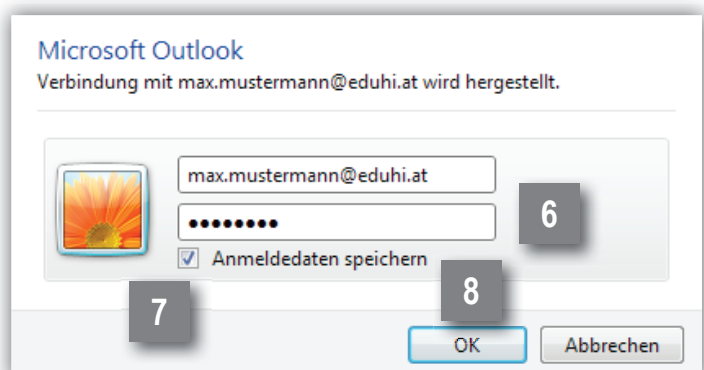 Microsoft Outlook
Verbindung mit max.mustermann@eduhi.at wird hergestellt.
max.mustermann@eduhi.at
••••••••
6
Anmeldedaten speichern
7
8
OK
Abbrechen